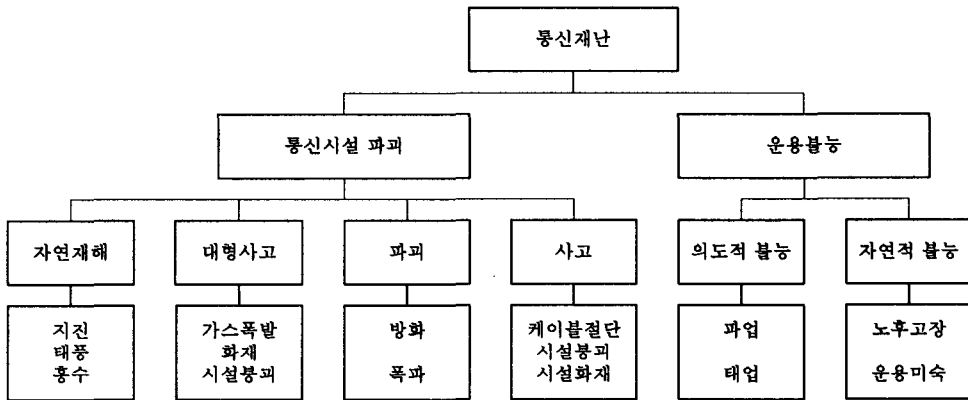 통신재난
통신시설 파괴
운용불능
자연재해
대형사고
파괴
사고
의도적 불능
자연적 불능
지진
태풍
홍수
가스폭발
화재
시설붕괴
방화
폭파
케이블절단
시설붕괴
시설화재
파업
태업
노후고장
운용미숙